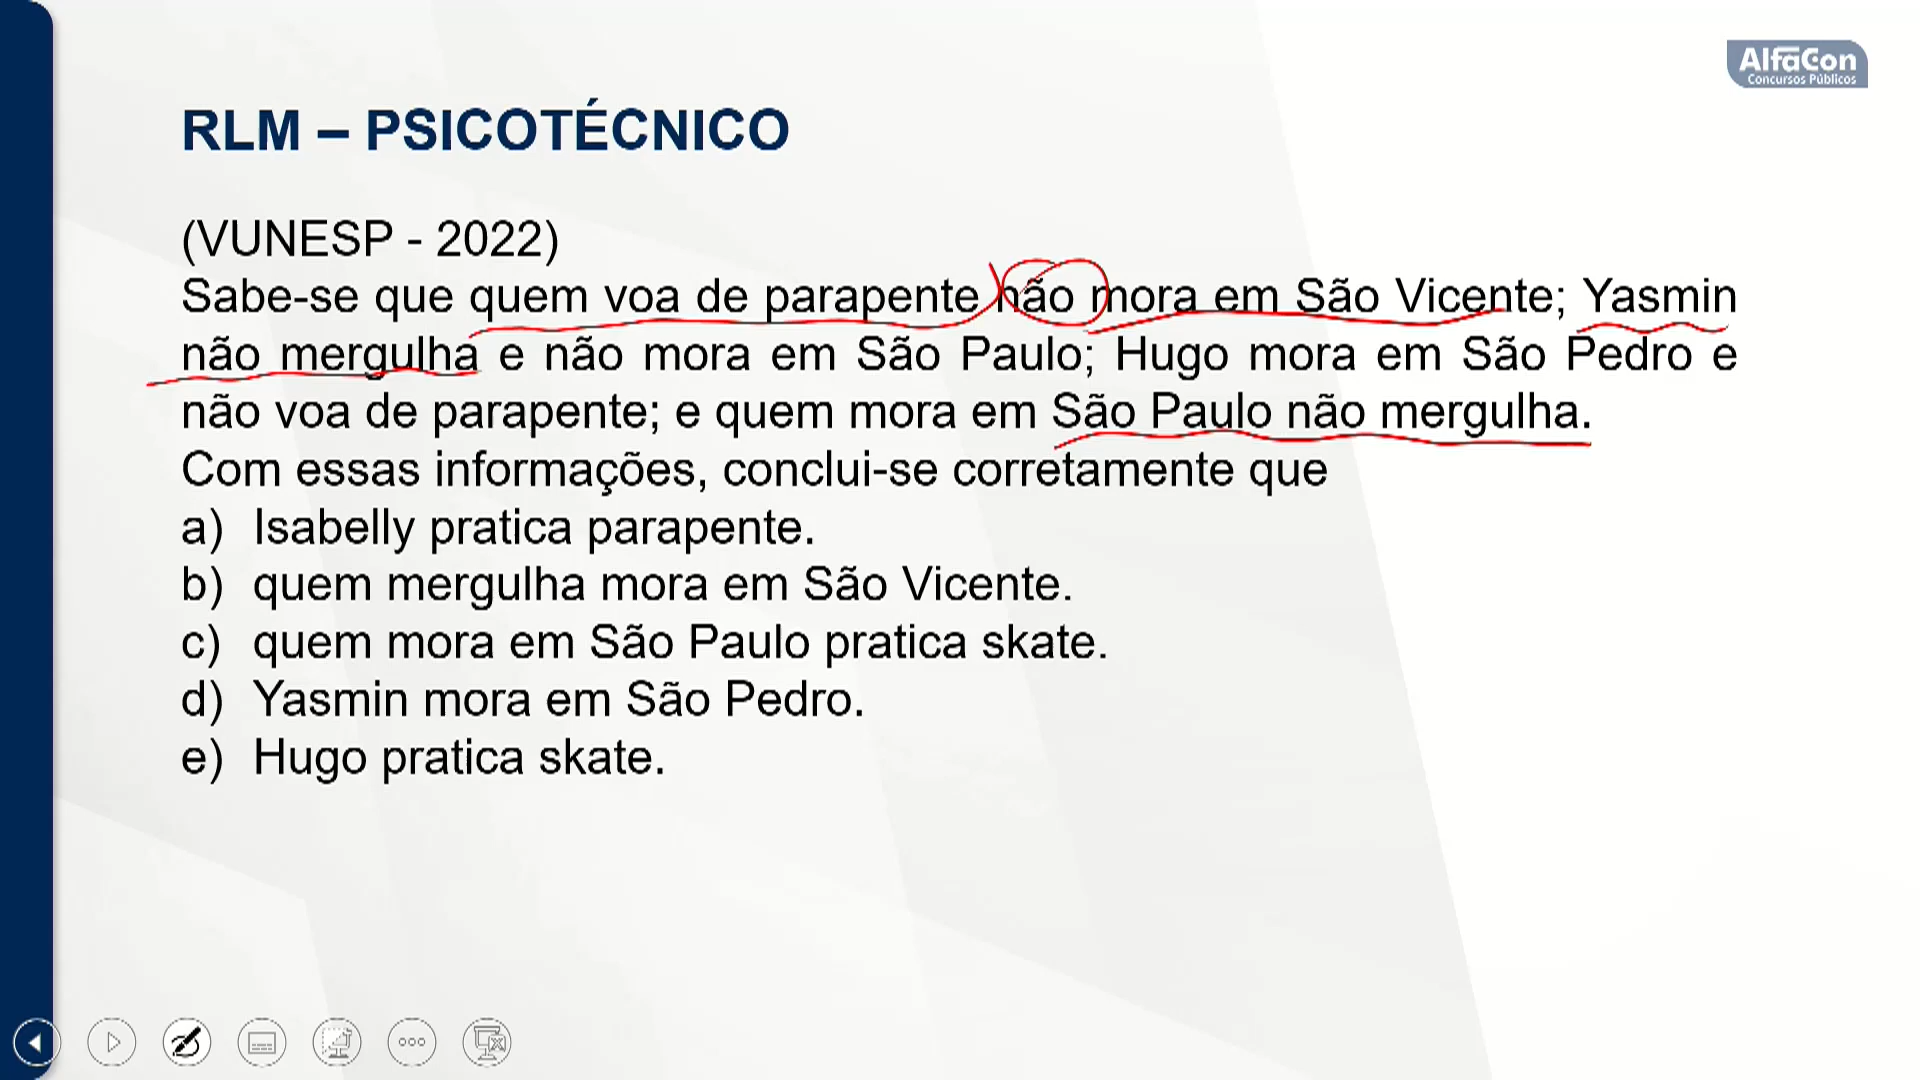 AlfaCon
Concursos Públicos
RLM – PSICOTÉCNICO
(VUNESP - 2022)
Sabe-se que quem voa de parapente não mora em São Vicente; Yasmin
não mergulha e não mora em São Paulo; Hugo mora em São Pedro e
não voa de parapente; e quem mora em São Paulo não mergulha.
Com essas informações, conclui-se corretamente que
a) Isabelly pratica parapente.
b) quem mergulha mora em São Vicente.
c) quem mora em São Paulo pratica skate.
d) Yasmin mora em São Pedro.
e) Hugo pratica skate.